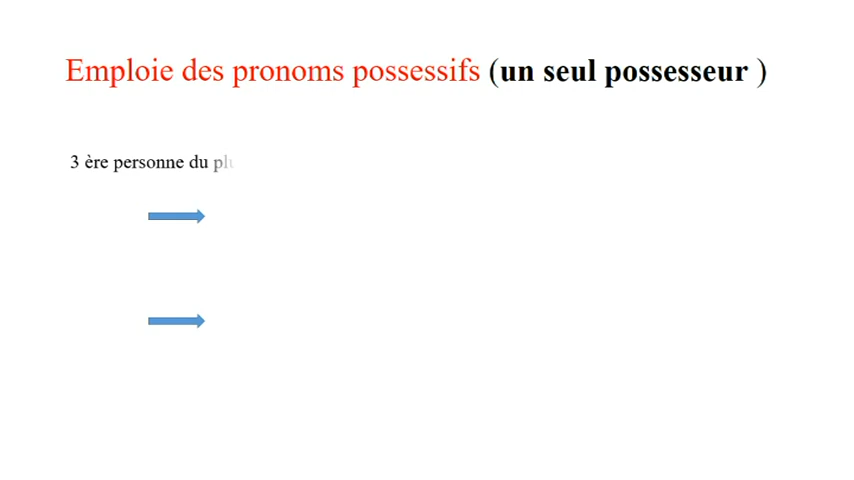 Emploie des pronoms possessifs (un seul possesseur )
3 ère personne du